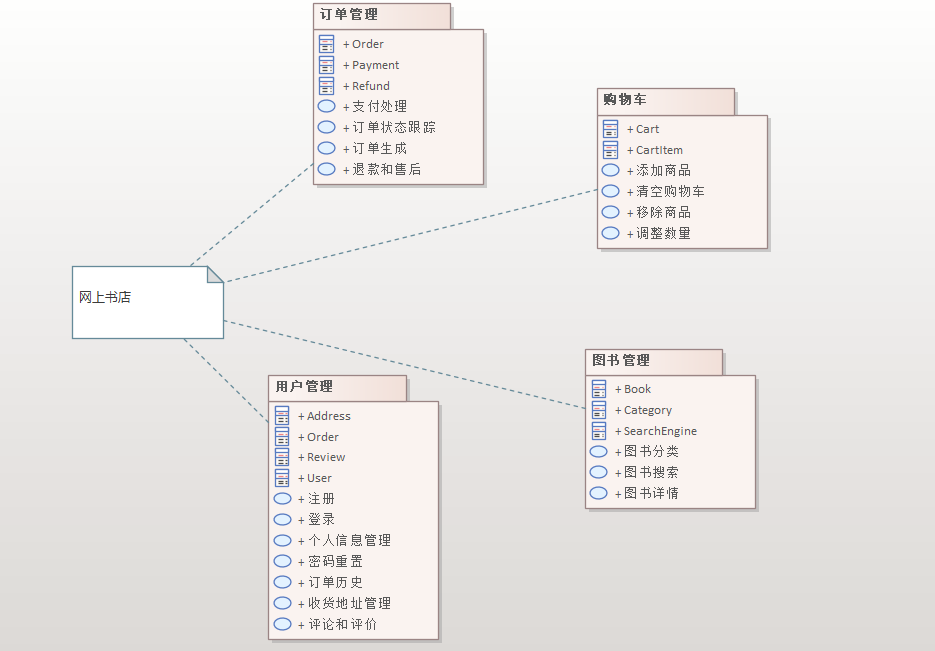 订单管理
+ Order
+ Payment
+ Refund
+ 支付处理
+ 订单状态跟踪
+ 订单生成
+ 退款和售后
购物车
+ Cart
+ CartItem
+ 添加商品
+ 清空购物车
+ 移除商品
+ 调整数量
网上书店
图书管理
+ Book
+ Category
+ SearchEngine
+ 图书分类
+ 图书搜索
+ 图书详情
用户管理
+ Address
+ Order
+ Review
+ User
+ 注册
+ 登录
+ 个人信息管理
+ 密码重置
+ 订单历史
+ 收货地址管理
+ 评论和评价